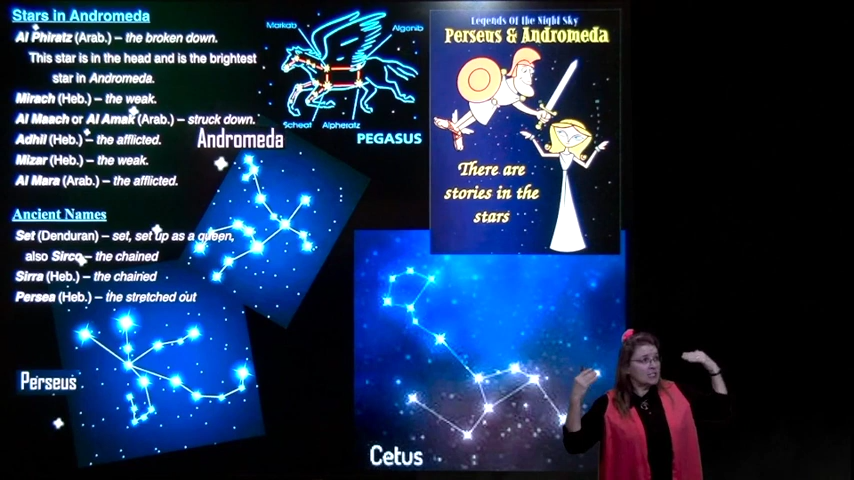 Stars in Andromeda
Al Phiratz (Arab.) – the broken down.
This star is in the head and is the brightest
star in Andromeda.
Mirach (Heb.) – the weak.
Al Maach or Al Amak (Arab.) – struck down.
Adhil (Heb.) – the afflicted.
Mizar (Heb.) – the weak.
Al Mara (Arab.) – the afflicted.
Ancient Names
Set (Denduran) – set, set up as a queen,
also Sirco – the chained
Sirra (Heb.) – the chained
Persea (Heb.) – the stretched out
Andromeda
Perseus
Markab
Algonib
Scheat
Alpheratz
PEGASUS
Legends Of the Night Sky
Perseus & Andromeda
There are
stories in the
stars
Cetus